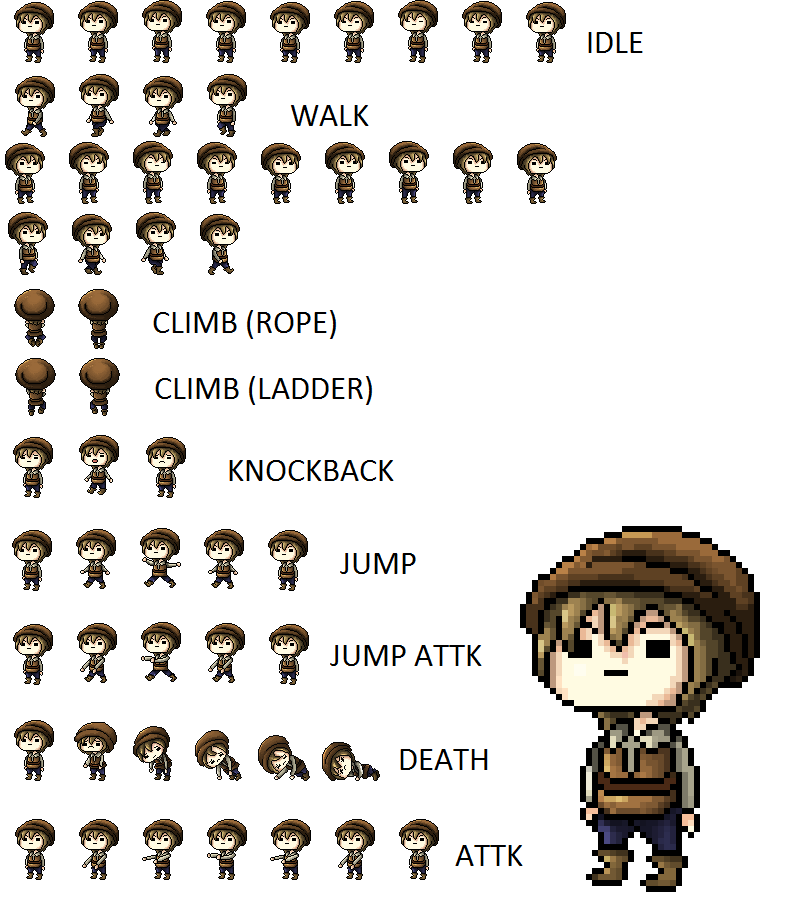 IDLE
WALK
CLIMB (ROPE)
CLIMB (LADDER)
KNOCKBACK
JUMP
JUMP ATTK
DEATH
ATTK